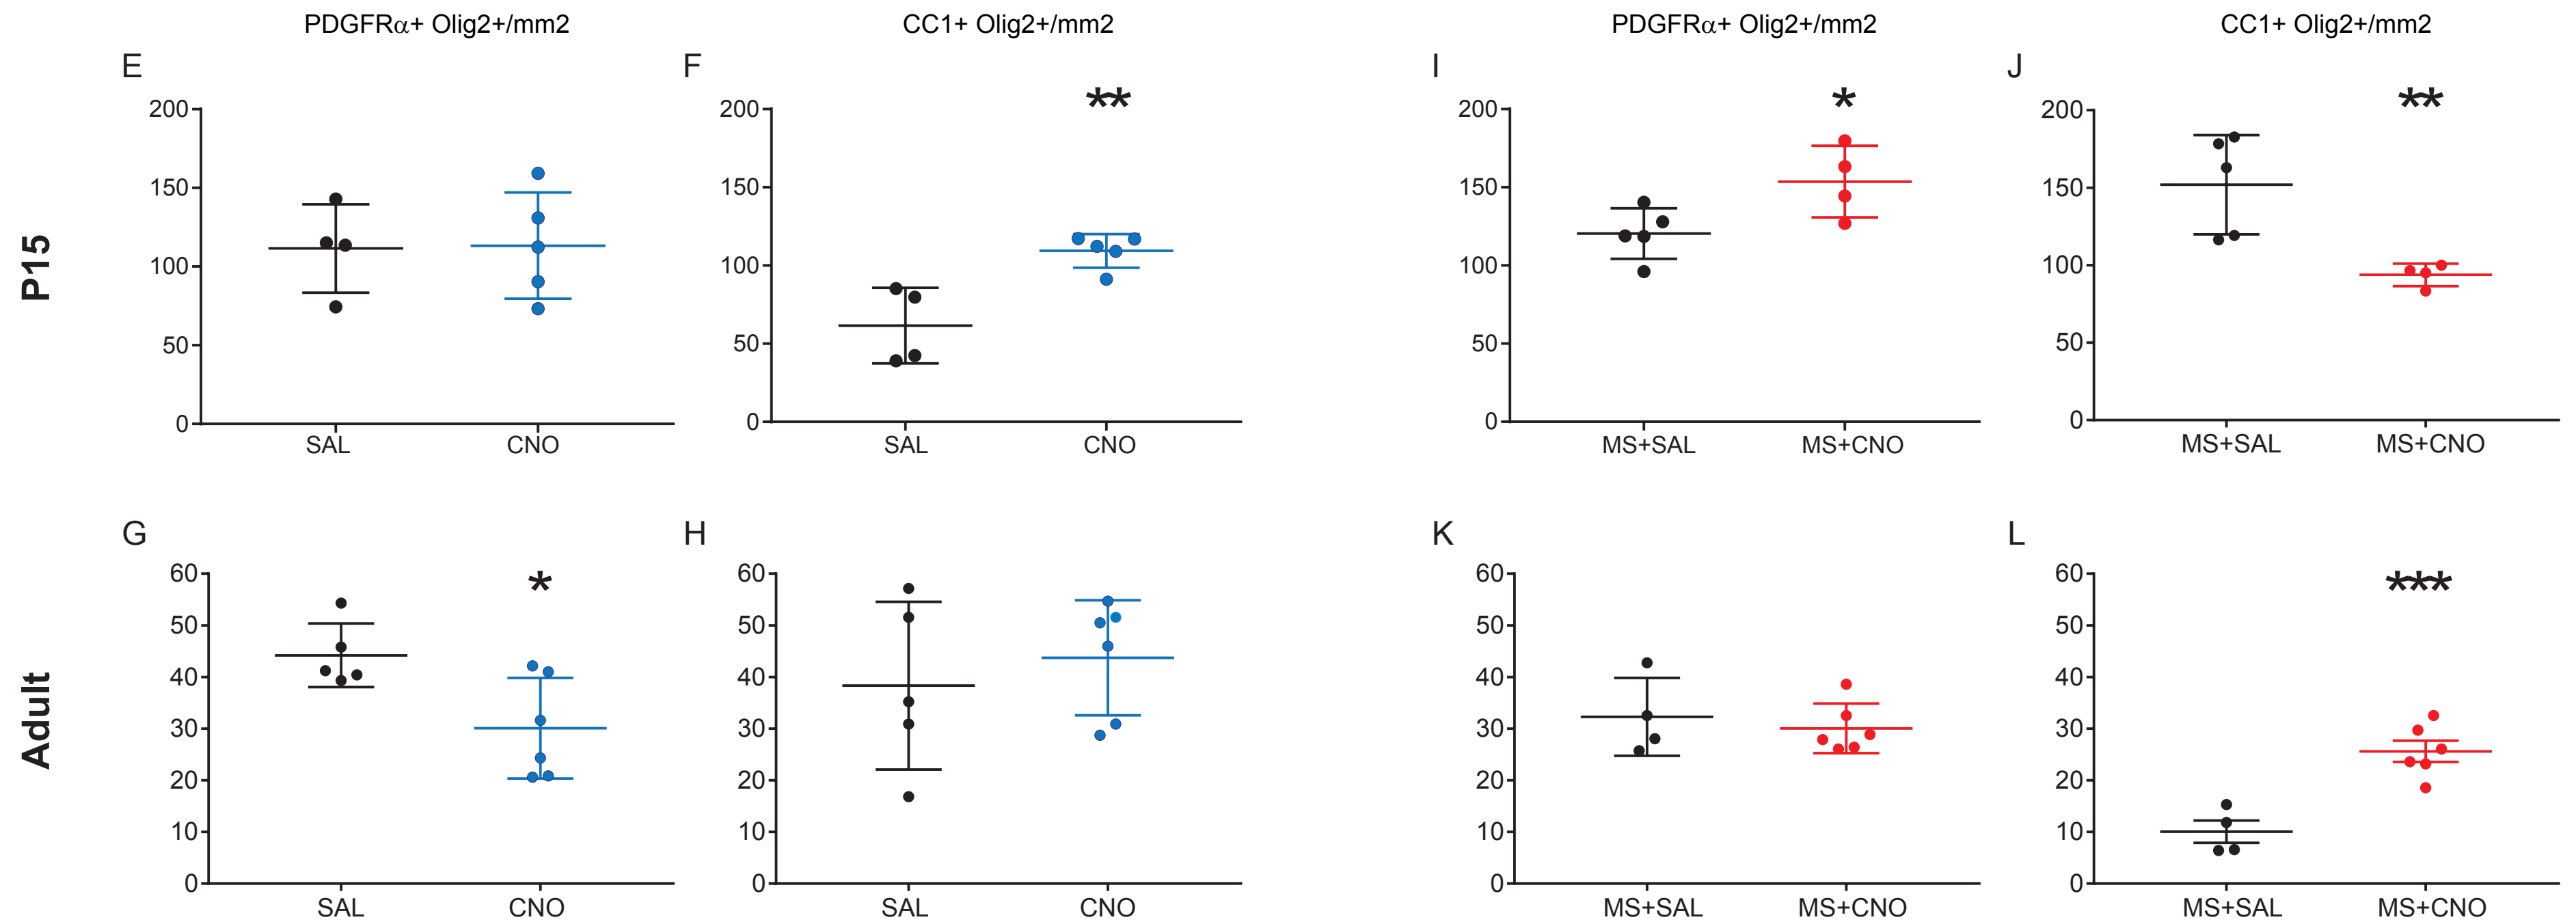 PDGFRα+ Olig2+/mm2
CC1+ Olig2+/mm2
PDGFRα+ Olig2+/mm2
CC1+ Olig2+/mm2
P15
E
200
150
100
50
0
SAL CNO
F
**
200
150
100
50
0
SAL CNO
I
*
200
150
100
50
0
MS+SAL MS+CNO
J
**
200
150
100
50
0
MS+SAL MS+CNO
Adult
G
*
60
50
40
30
20
10
0
SAL CNO
H
60
50
40
30
20
10
0
SAL CNO
K
60
50
40
30
20
10
0
MS+SAL MS+CNO
L
***
60
50
40
30
20
10
0
MS+SAL MS+CNO